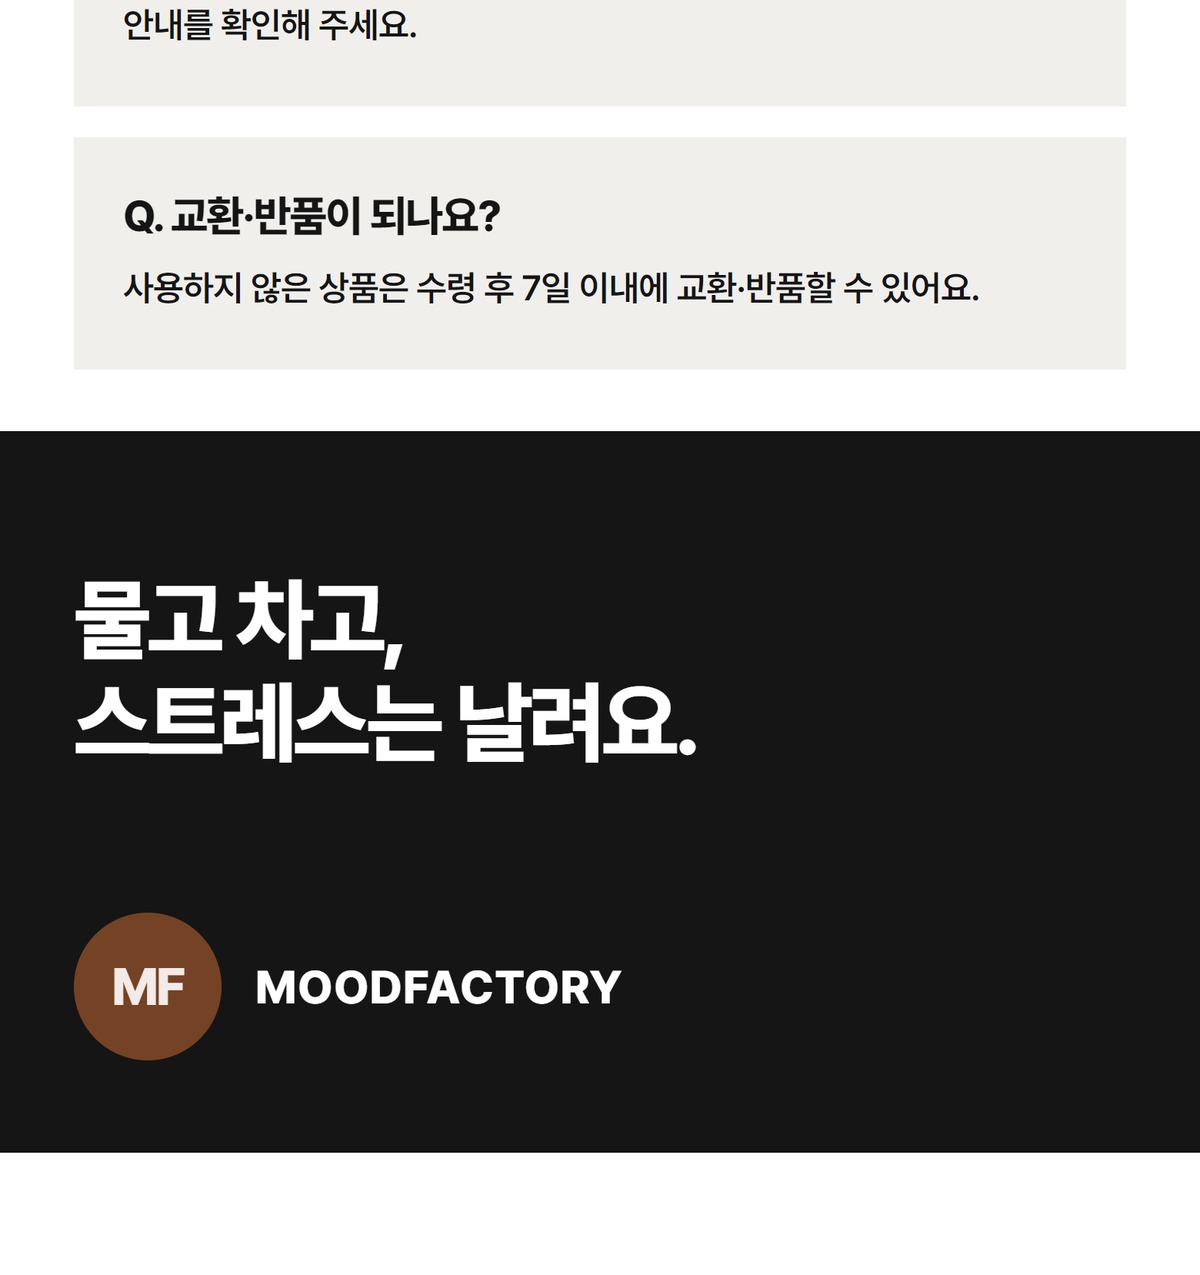 안내를 확인해 주세요.
Q. 교환·반품이 되나요?
사용하지 않은 상품은 수령 후 7일 이내에 교환·반품할 수 있어요.
물고 차고,
스트레스는 날려요.
MF
MOODFACTORY